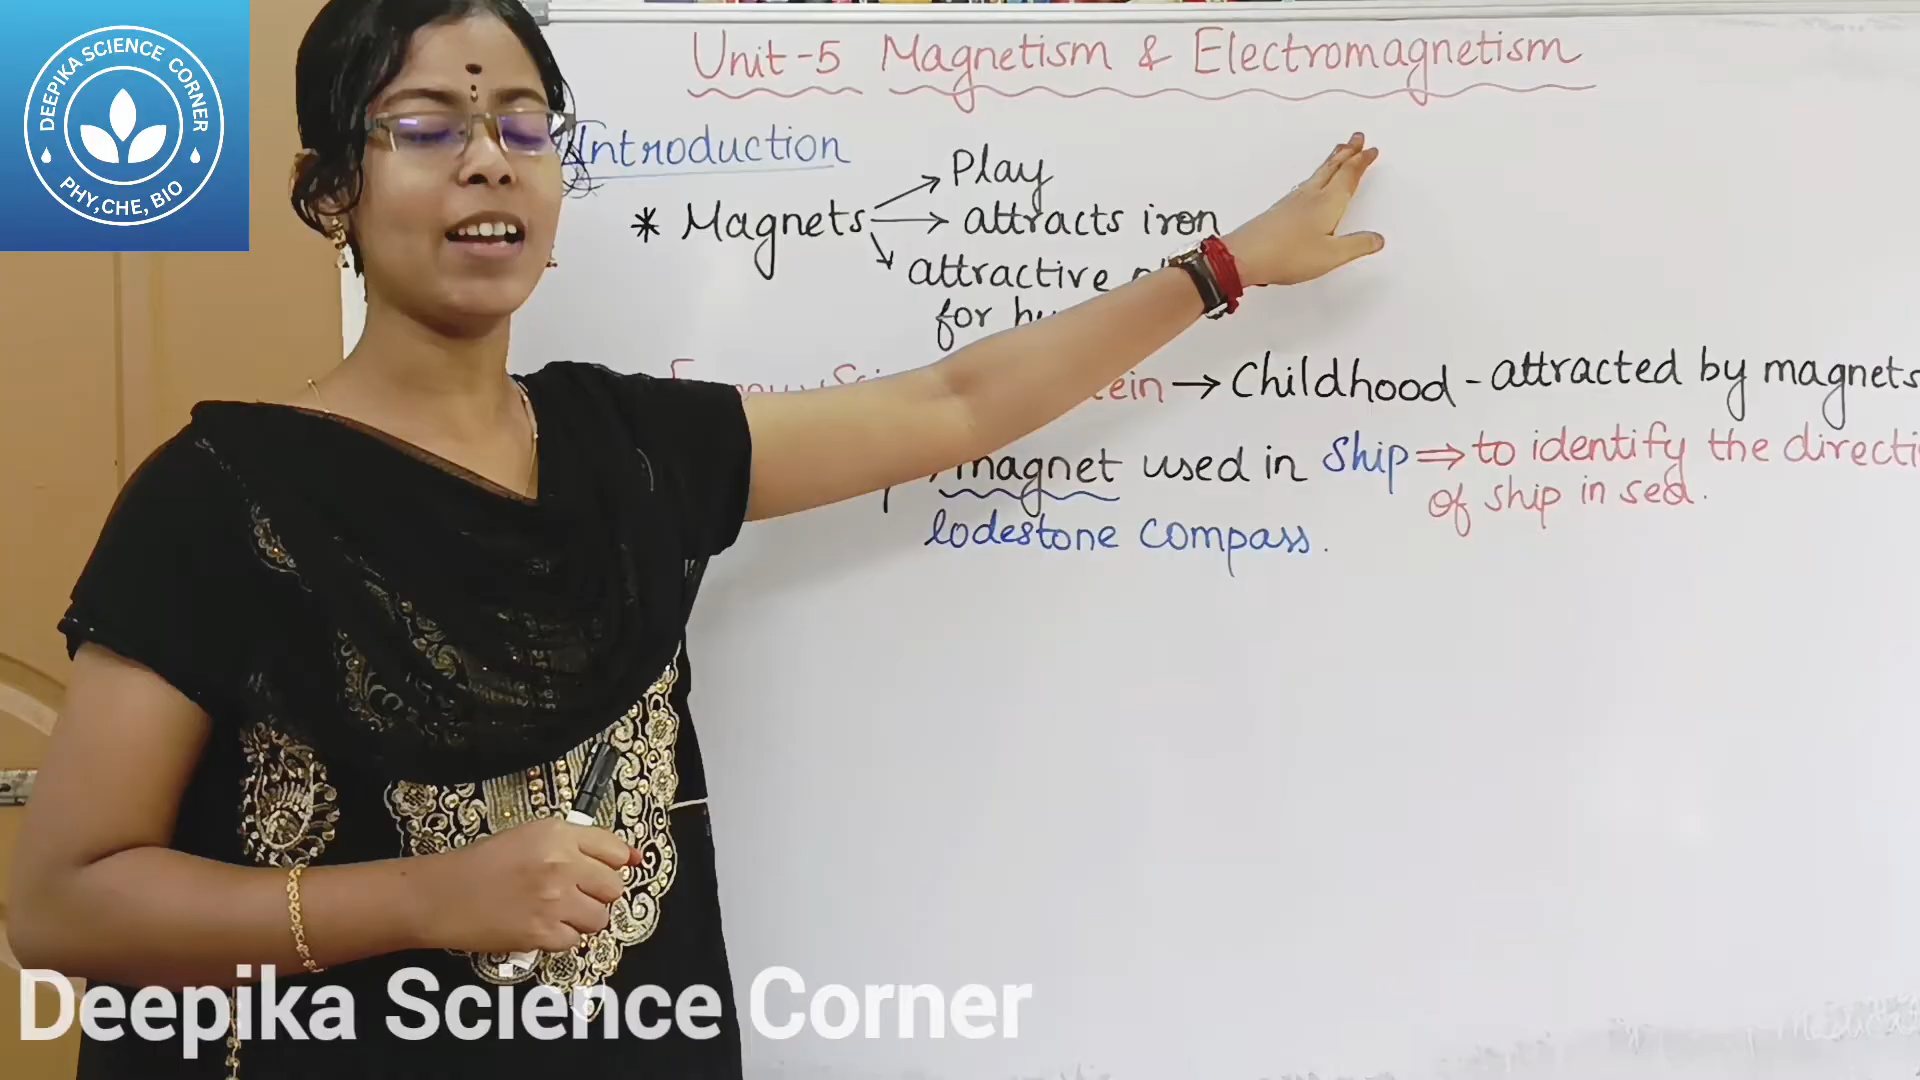 DEEPIKA SCIENCE CORNER
PHY,CHE, BIO
Unit-5 Magnetism & Electromagnetism
Introduction
* Magnets → Play
→ attracts iron
attractive
for
→ Childhood - attracted by magnets
magnet used in Ship ⇒ to identify the directi
of ship in sea.
lodestone compass.
Deepika Science Corner